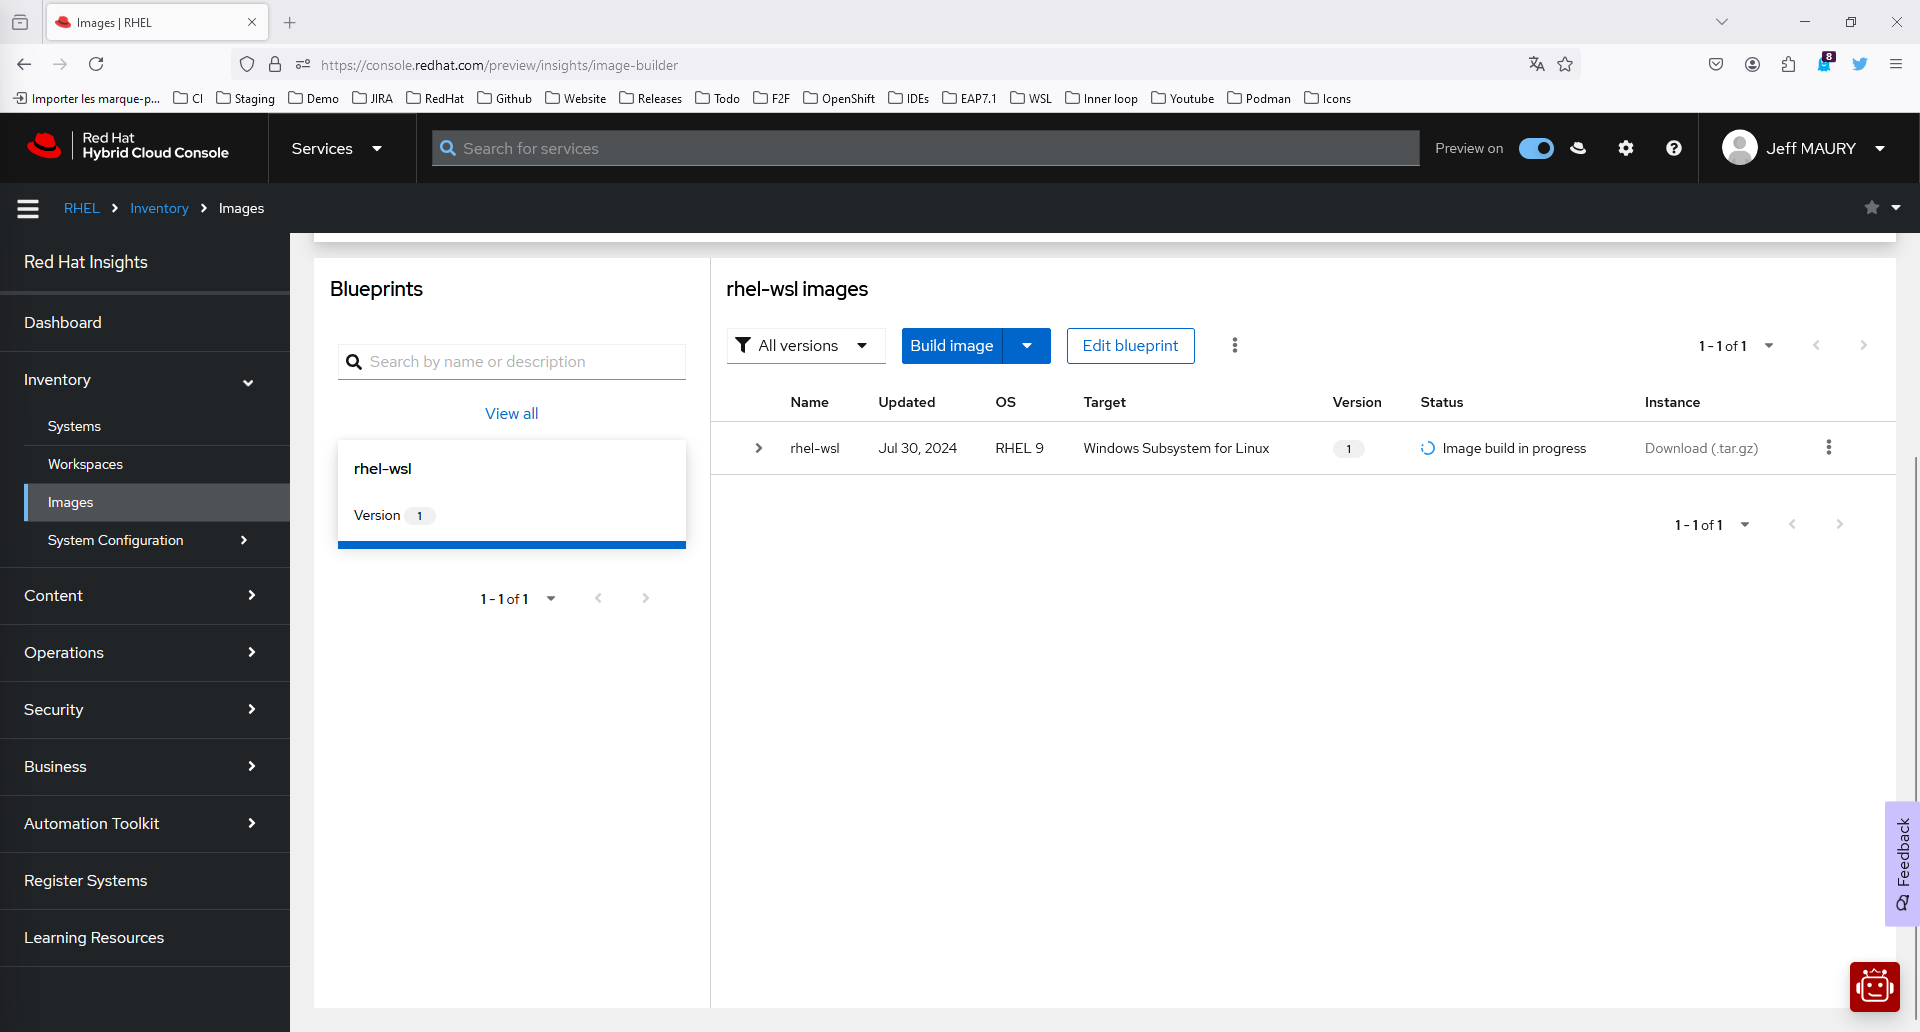 Images | RHEL
https://console.redhat.com/preview/insights/image-builder
8
Importer les marque-p... CI Staging Demo JIRA RedHat Github Website Releases Todo F2F OpenShift IDEs EAP7.1 WSL Inner loop Youtube Podman Icons
Red Hat
Hybrid Cloud Console
Services
Search for services
Preview on
Jeff MAURY
RHEL Inventory Images
Red Hat Insights
Dashboard
Inventory
Systems
Workspaces
Images
System Configuration
Content
Operations
Security
Business
Automation Toolkit
Register Systems
Learning Resources
Blueprints
Search by name or description
View all
rhel-wsl
Version 1
1 - 1 of 1
rhel-wsl images
All versions Build image Edit blueprint 1 - 1 of 1
Name Updated OS Target Version Status Instance
rhel-wsl Jul 30, 2024 RHEL 9 Windows Subsystem for Linux 1 Image build in progress Download (.tar.gz)
1 - 1 of 1
Feedback